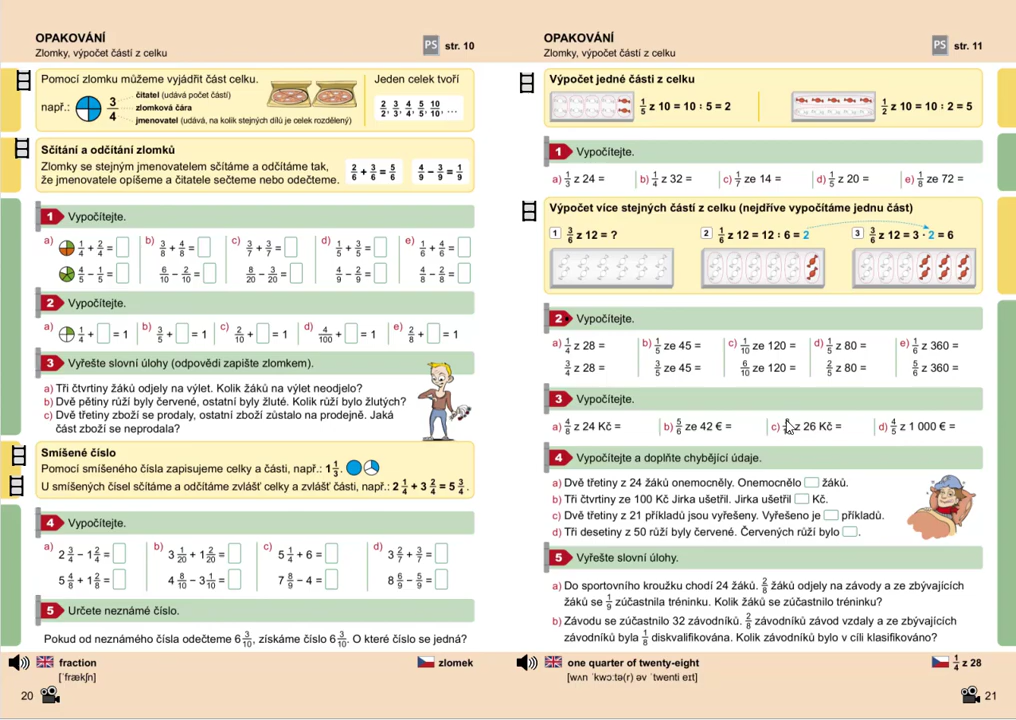 OPAKOVÁNÍ
Zlomky, výpočet částí z celku
PS str. 10
Pomocí zlomku můžeme vyjádřit část celku.
např.: 3/4
čitatel (udává počet částí)
zlomková čára
jmenovatel (udává, na kolik stejných dílů je celek rozdělený)
Jeden celek tvoří
2/2, 3/3, 4/4, 5/5, 10/10, ...
Sčítání a odčítání zlomků
Zlomky se stejným jmenovatelem sčítáme a odčítáme tak,
že jmenovatele opíšeme a čitatele sečteme nebo odečteme.
2/6 + 3/6 = 5/6 4/9 − 3/9 = 1/9
1 Vypočítejte.
a) 1/4 + 2/4 = b) 3/8 + 4/8 = c) 3/7 + 3/7 = d) 1/5 + 3/5 = e) 1/6 + 4/6 =
4/5 − 1/5 = 6/10 − 2/10 = 8/20 − 3/20 = 4/9 − 2/9 = 4/8 − 2/8 =
2 Vypočítejte.
a) 1/4 + = 1 b) 3/5 + = 1 c) 2/10 + = 1 d) 4/100 + = 1 e) 2/8 + = 1
3 Vyřešte slovní úlohy (odpovědi zapište zlomkem).
a) Tři čtvrtiny žáků odjely na výlet. Kolik žáků na výlet neodjelo?
b) Dvě pětiny růží byly červené, ostatní byly žluté. Kolik růží bylo žlutých?
c) Dvě třetiny zboží se prodaly, ostatní zboží zůstalo na prodejně. Jaká
část zboží se neprodala?
Smíšené číslo
Pomocí smíšeného čísla zapisujeme celky a části, např.: 1 1/3
U smíšených čísel sčítáme a odčítáme zvlášť celky a zvlášť části, např.: 2 1/4 + 3 2/4 = 5 3/4.
4 Vypočítejte.
a) 2 3/4 − 1 2/4 = b) 3 1/20 + 1 2/20 = c) 5 1/4 + 6 = d) 3 2/7 + 3/7 =
5 4/8 + 1 2/8 = 4 8/10 − 3 1/10 = 7 8/9 − 4 = 8 6/9 − 5/9 =
5 Určete neznámé číslo.
Pokud od neznámého čísla odečteme 6 3/10, získáme číslo 6 3/10. O které číslo se jedná?
fraction
[ˈfrækʃn]
zlomek
20
OPAKOVÁNÍ
Zlomky, výpočet částí z celku
PS str. 11
Výpočet jedné části z celku
1/5 z 10 = 10 : 5 = 2 1/2 z 10 = 10 : 2 = 5
1 Vypočítejte.
a) 1/3 z 24 = b) 1/4 z 32 = c) 1/7 ze 14 = d) 1/5 z 20 = e) 1/8 ze 72 =
Výpočet více stejných částí z celku (nejdříve vypočítáme jednu část)
1 3/6 z 12 = ? 2 1/6 z 12 = 12 : 6 = 2 3 3/6 z 12 = 3 · 2 = 6
2 Vypočítejte.
a) 1/4 z 28 = b) 1/5 ze 45 = c) 1/10 ze 120 = d) 1/5 z 80 = e) 1/6 z 360 =
3/4 z 28 = 3/5 ze 45 = 6/10 ze 120 = 2/5 z 80 = 5/6 z 360 =
3 Vypočítejte.
a) 4/8 z 24 Kč = b) 5/6 ze 42 € = c) z 26 Kč = d) 4/5 z 1 000 € =
4 Vypočítejte a doplňte chybějící údaje.
a) Dvě třetiny z 24 žáků onemocněly. Onemocnělo žáků.
b) Tři čtvrtiny ze 100 Kč Jirka ušetřil. Jirka ušetřil Kč.
c) Dvě třetiny z 21 příkladů jsou vyřešeny. Vyřešeno je příkladů.
d) Tři desetiny z 50 růží byly červené. Červených růží bylo .
5 Vyřešte slovní úlohy.
a) Do sportovního kroužku chodí 24 žáků. 2/8 žáků odjely na závody a ze zbývajících
žáků se 1/9 zúčastnila tréninku. Kolik žáků se zúčastnilo tréninku?
b) Závodu se zúčastnilo 32 závodníků. 2/8 závodníků závod vzdaly a ze zbývajících
závodníků byla 1/8 diskvalifikována. Kolik závodníků bylo v cíli klasifikováno?
one quarter of twenty-eight
[wʌn ˈkwɔːtə(r) əv ˈtwenti eɪt]
1/4 z 28
21